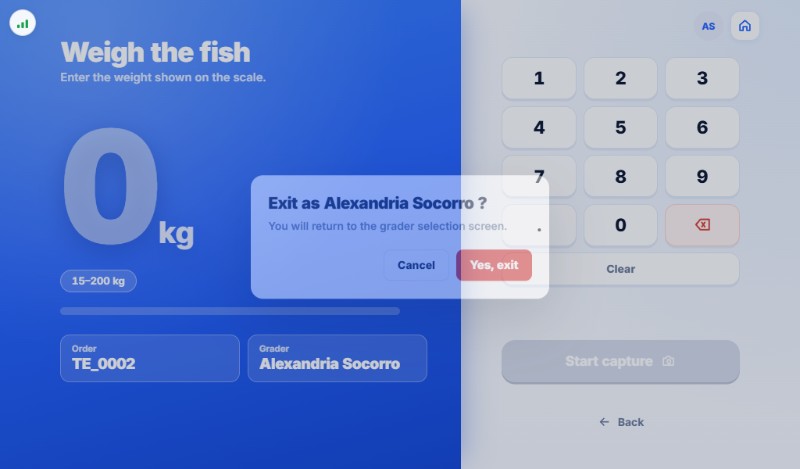 AS
Weigh the fish
Enter the weight shown on the scale.
0 kg
15–200 kg
Order
TE_0002
Grader
Alexandria Socorro
1 2 3
4 5 6
7 8 9
. 0
Clear
Start capture
← Back
Exit as Alexandria Socorro ?
You will return to the grader selection screen.
Cancel
Yes, exit